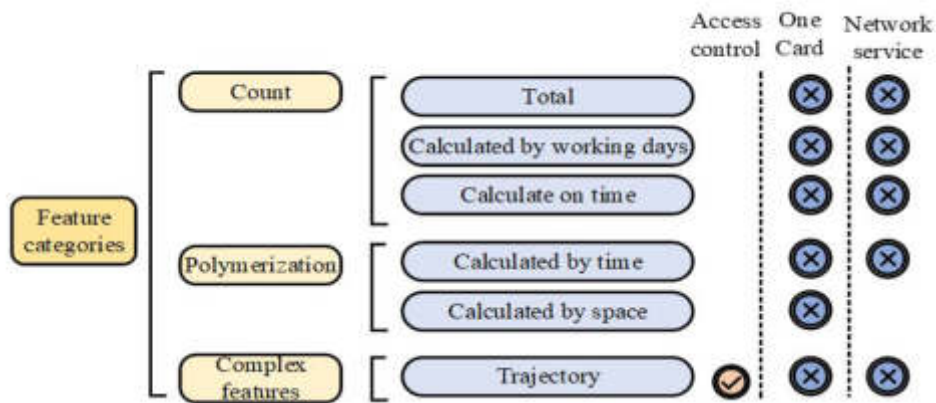 Access
control
One
Card
Network
service
Count
Total
Calculated by working days
Calculate on time
Feature
categories
Polymerization
Calculated by time
Calculated by space
Complex
features
Trajectory